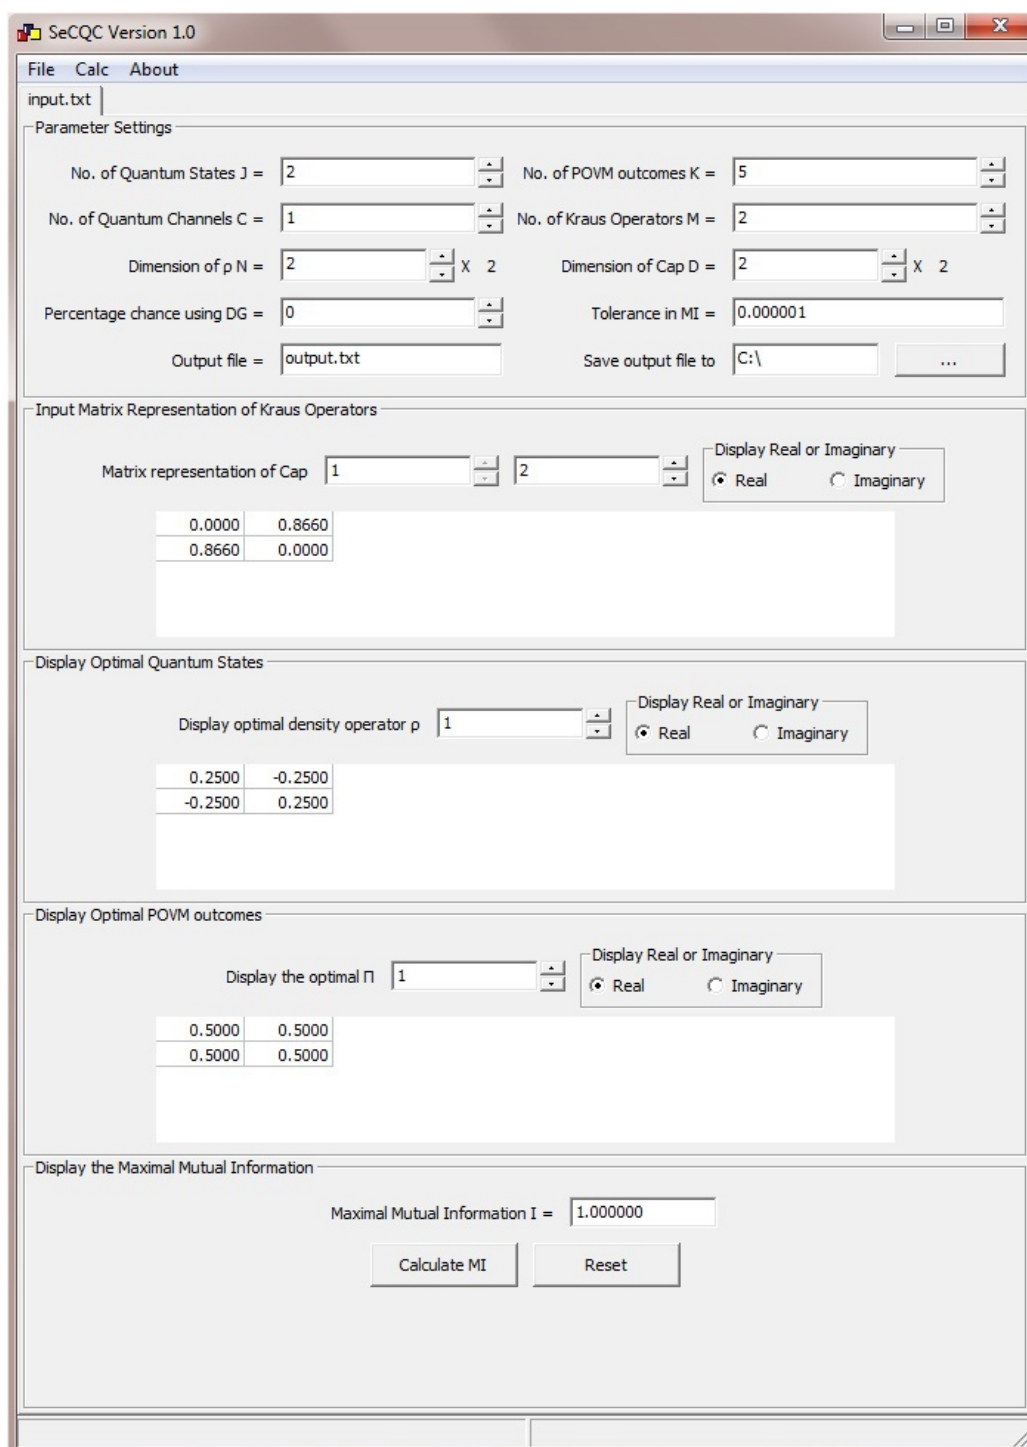 SeCQC Version 1.0
File Calc About
input.txt
Parameter Settings
No. of Quantum States J = 2 No. of POVM outcomes K = 5
No. of Quantum Channels C = 1 No. of Kraus Operators M = 2
Dimension of ρ N = 2 X 2 Dimension of Cap D = 2 X 2
Percentage chance using DG = 0 Tolerance in MI = 0.000001
Output file = output.txt Save output file to C:\ ...
Input Matrix Representation of Kraus Operators
Display Real or Imaginary
Matrix representation of Cap 1 2 Real Imaginary
0.0000 0.8660
0.8660 0.0000
Display Optimal Quantum States
Display Real or Imaginary
Display optimal density operator ρ 1 Real Imaginary
0.2500 -0.2500
-0.2500 0.2500
Display Optimal POVM outcomes
Display Real or Imaginary
Display the optimal Π 1 Real Imaginary
0.5000 0.5000
0.5000 0.5000
Display the Maximal Mutual Information
Maximal Mutual Information I = 1.000000
Calculate MI Reset